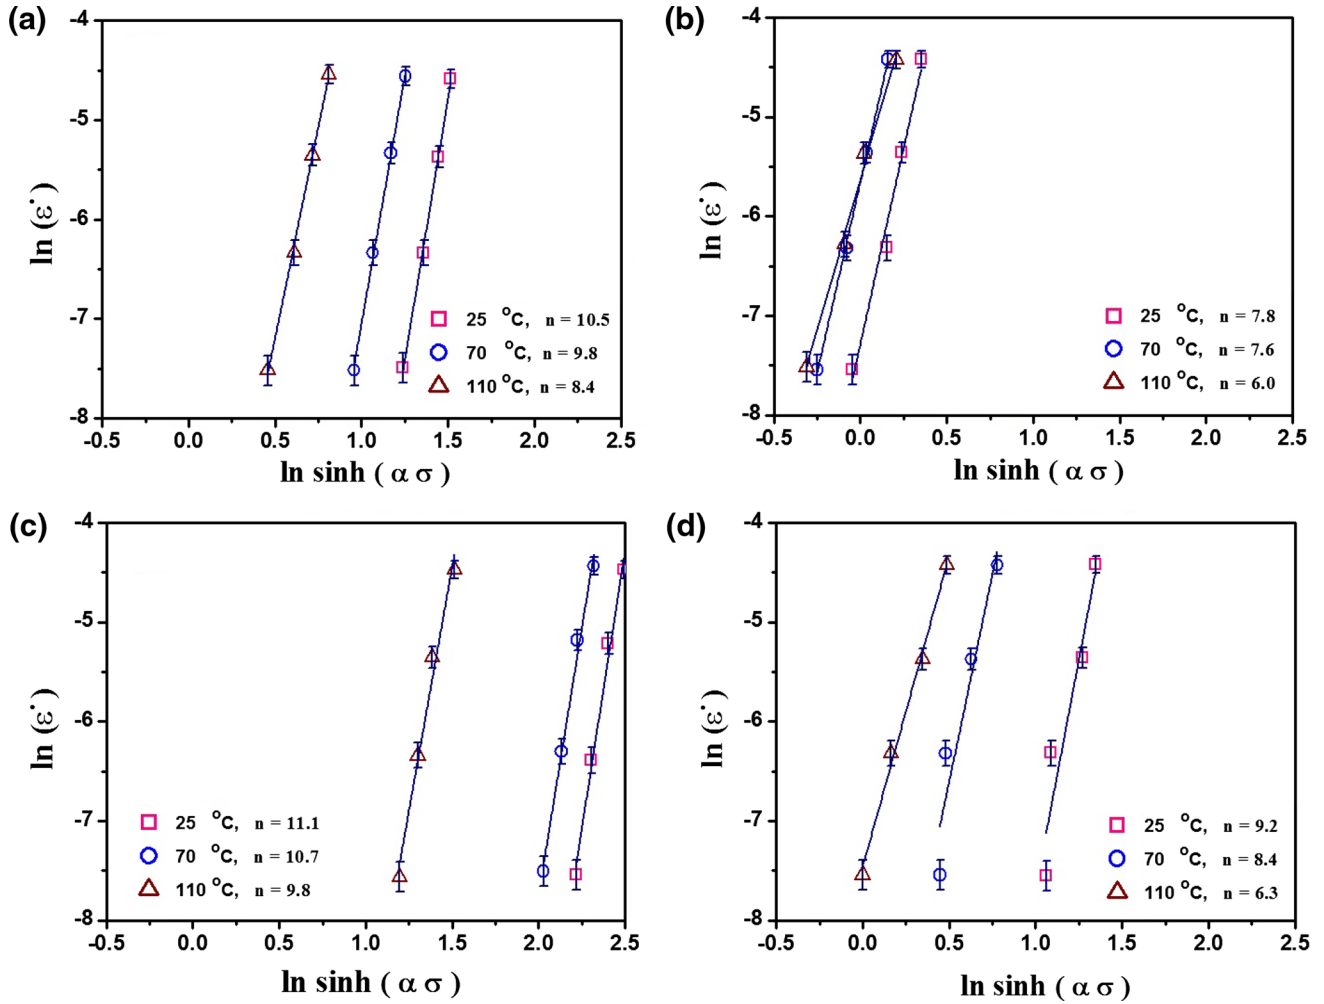 (a)
-4
-5
-6
-7
-8
ln (ε˙)
25 °C, n = 10.5
70 °C, n = 9.8
110 °C, n = 8.4
-0.5 0.0 0.5 1.0 1.5 2.0 2.5
ln sinh ( α σ )
(b)
-4
-5
-6
-7
-8
ln (ε˙)
25 °C, n = 7.8
70 °C, n = 7.6
110 °C, n = 6.0
-0.5 0.0 0.5 1.0 1.5 2.0 2.5
ln sinh ( α σ )
(c)
-4
-5
-6
-7
-8
ln (ε˙)
25 °C, n = 11.1
70 °C, n = 10.7
110 °C, n = 9.8
-0.5 0.0 0.5 1.0 1.5 2.0 2.5
ln sinh ( α σ )
(d)
-4
-5
-6
-7
-8
ln (ε˙)
25 °C, n = 9.2
70 °C, n = 8.4
110 °C, n = 6.3
-0.5 0.0 0.5 1.0 1.5 2.0 2.5
ln sinh ( α σ )